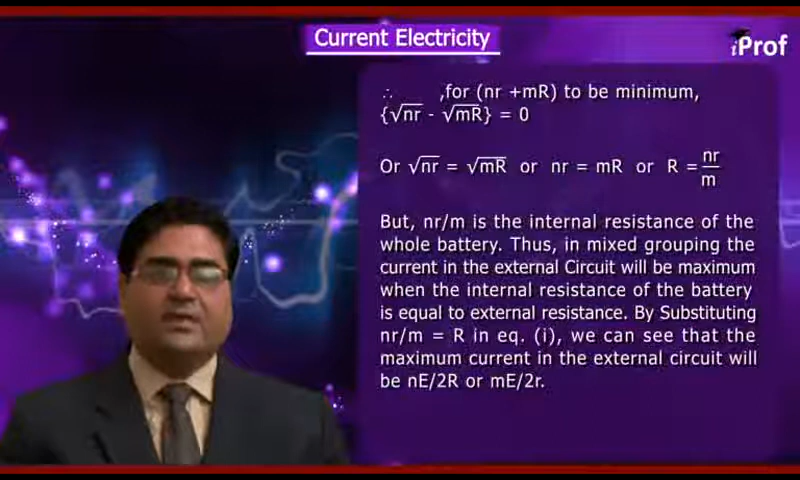 Current Electricity
iProf
∴ ,for (nr +mR) to be minimum,
{√nr - √mR} = 0
Or √nr = √mR or nr = mR or R = nr/m
But, nr/m is the internal resistance of the
whole battery. Thus, in mixed grouping the
current in the external Circuit will be maximum
when the internal resistance of the battery
is equal to external resistance. By Substituting
nr/m = R in eq. (i), we can see that the
maximum current in the external circuit will
be nE/2R or mE/2r.